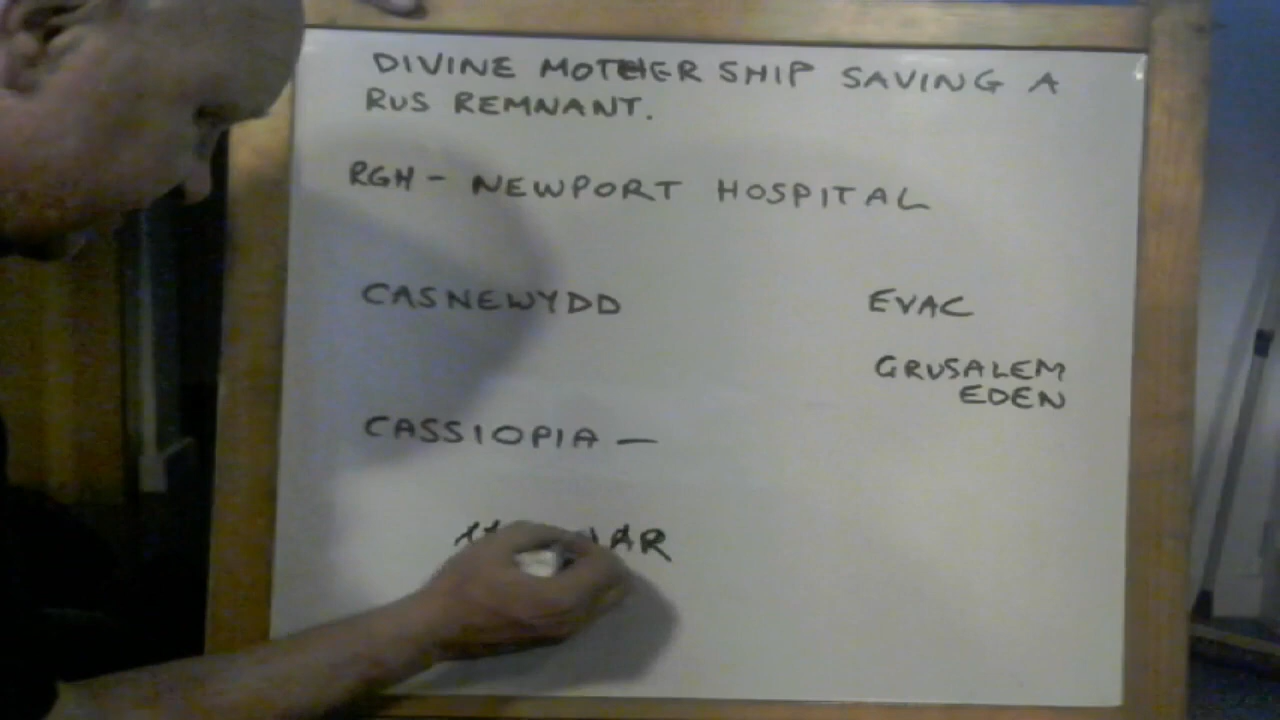 DIVINE MOTHER SHIP SAVING A
RUS REMNANT.
RGH - NEWPORT HOSPITAL
CASNEWYDD
EVAC
GRUSALEM
EDEN
CASSIOPIA —